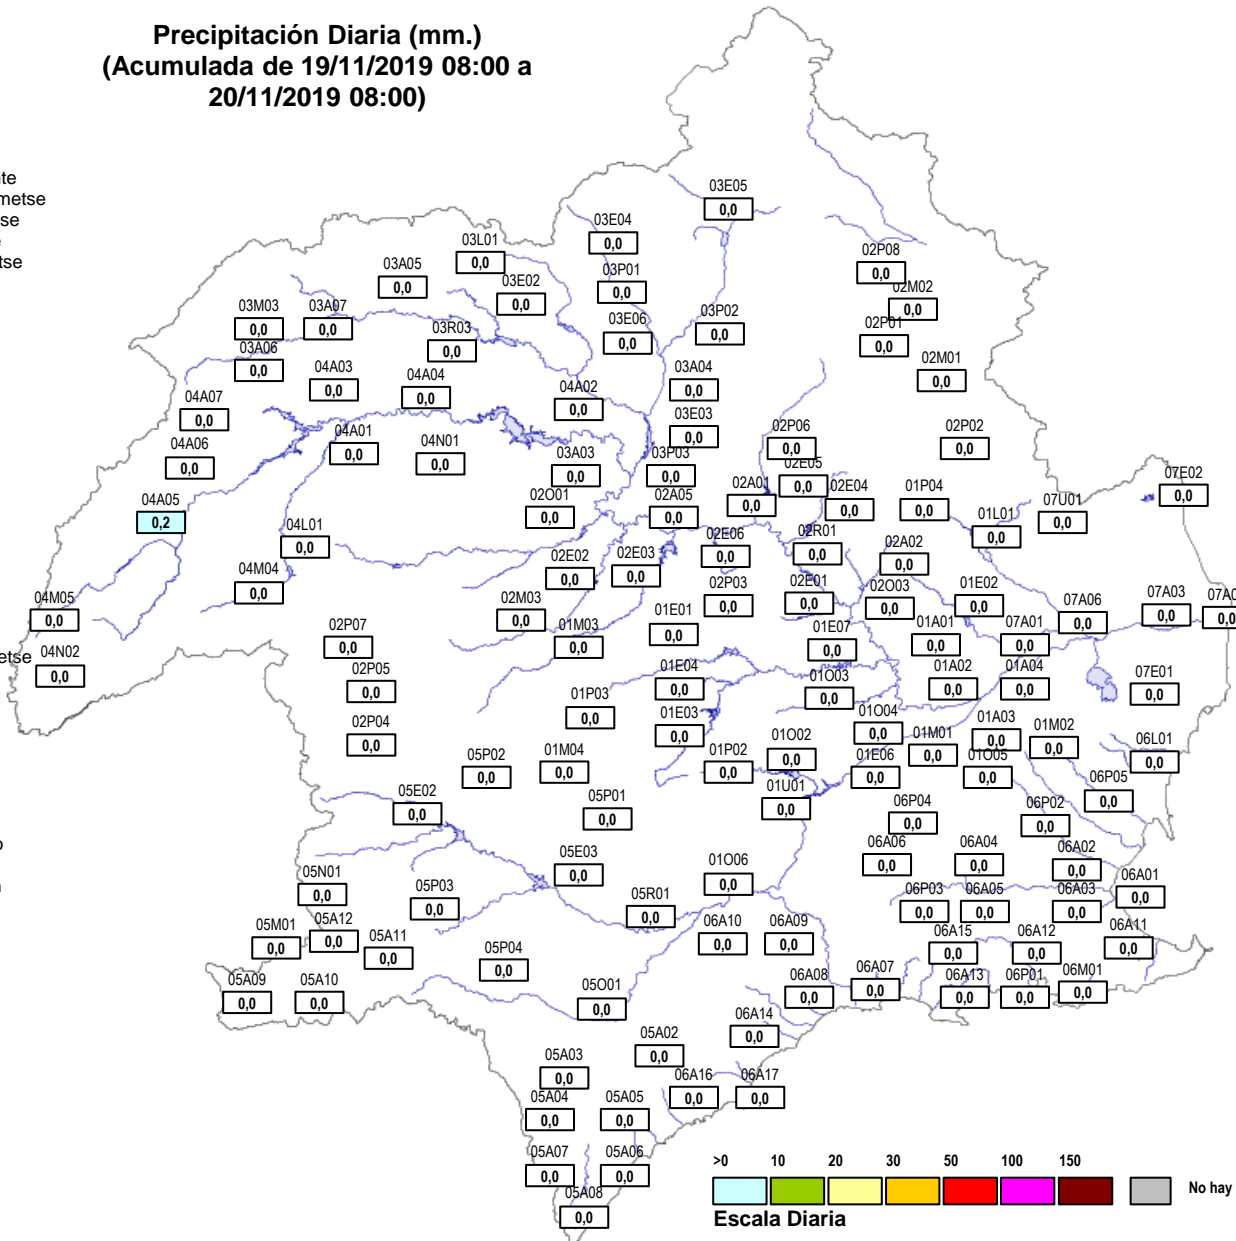 Precipitación Diaria (mm.)
(Acumulada de 19/11/2019 08:00 a
20/11/2019 08:00)
03E05
0,0
03E04
0,0
03L01
0,0
02P08
0,0
03A05
0,0
03P01
0,0
03E02
0,0
02M02
0,0
03M03
0,0
03A07
0,0
03E06
0,0
03P02
0,0
03R03
0,0
02P01
0,0
03A06
0,0
02M01
0,0
04A03
0,0
04A04
0,0
03A04
0,0
04A02
0,0
04A07
0,0
03E03
0,0
04A01
0,0
02P06
0,0
02P02
0,0
04A06
0,0
04N01
0,0
03A03
0,0
03P03
0,0
02E05
0,0
07E02
0,0
04A05
0,2
02O01
0,0
02A05
0,0
02A01
0,0
02E04
0,0
01P04
0,0
07U01
0,0
04L01
0,0
01L01
0,0
02E06
0,0
02R01
0,0
02A02
0,0
02E02
0,0
02E03
0,0
04M04
0,0
02P03
0,0
02E01
0,0
02O03
0,0
01E02
0,0
04M05
0,0
02M03
0,0
07A06
0,0
07A03
0,0
07A0
0,0
01E01
0,0
02P07
0,0
01M03
0,0
01E07
0,0
01A01
0,0
07A01
0,0
04N02
0,0
02P05
0,0
01E04
0,0
01O03
0,0
01A02
0,0
01A04
0,0
07E01
0,0
01P03
0,0
02P04
0,0
01E03
0,0
01O04
0,0
01A03
0,0
01M02
0,0
05P02
0,0
01M04
0,0
01P02
0,0
01O02
0,0
01M01
0,0
01E06
0,0
01O05
0,0
06L01
0,0
05E02
0,0
05P01
0,0
01U01
0,0
06P04
0,0
06P02
0,0
06P05
0,0
05E03
0,0
01O06
0,0
06A06
0,0
06A04
0,0
06A02
0,0
05N01
0,0
05P03
0,0
05R01
0,0
06P03
0,0
06A05
0,0
06A03
0,0
06A01
0,0
05M01
0,0
05A12
0,0
05A11
0,0
06A10
0,0
06A09
0,0
06A15
0,0
06A12
0,0
06A11
0,0
05P04
0,0
05A09
0,0
05A10
0,0
05O01
0,0
06A08
0,0
06A07
0,0
06A13
0,0
06P01
0,0
06M01
0,0
06A14
0,0
05A02
0,0
05A03
0,0
06A16
0,0
06A17
0,0
05A04
0,0
05A05
0,0
05A07
0,0
05A06
0,0
05A08
0,0
>0 10 20 30 50 100 150
No hay
Escala Diaria